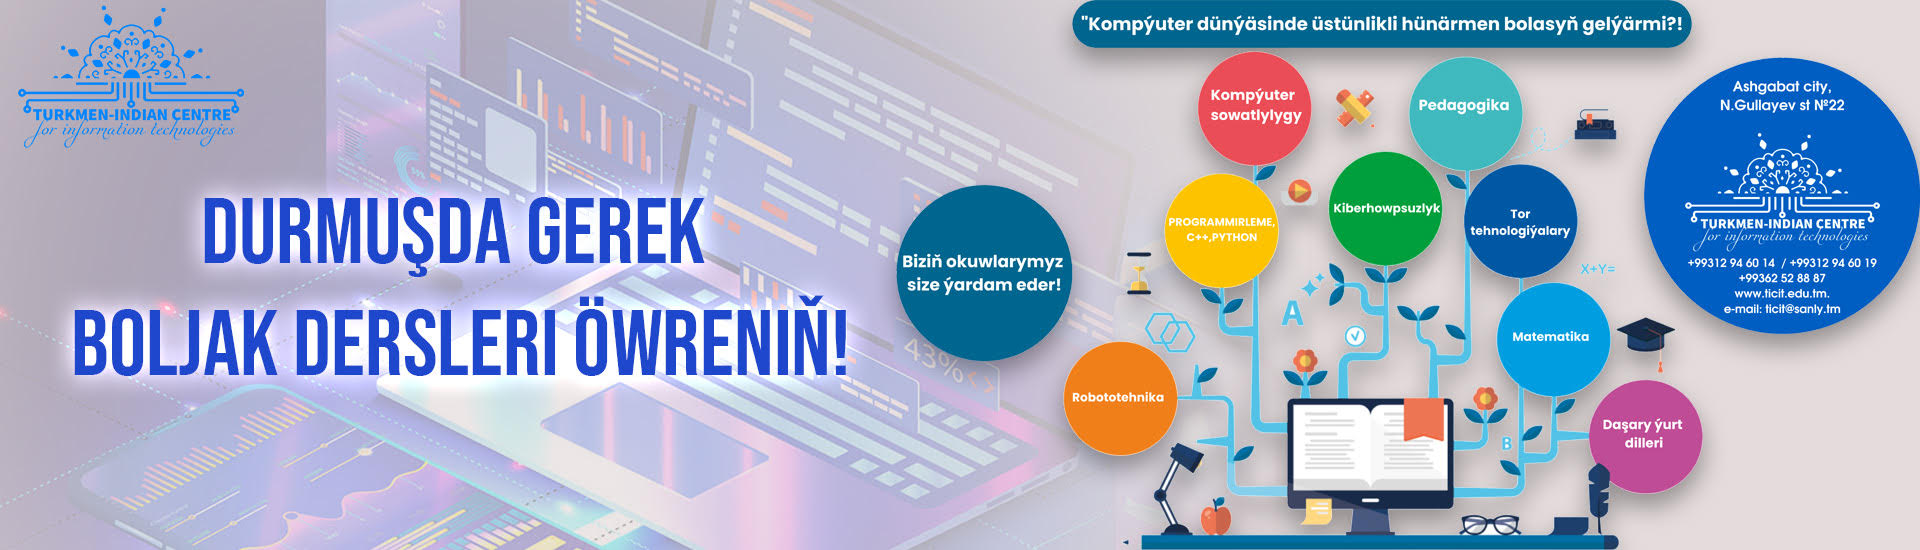 TURKMEN-INDIAN CENTRE
for information technologies
DURMUŞDA GEREK
BOLJAK DERSLERI ÖWRENIŇ!
"Kompýuter dünýäsinde üstünlikli hünärmen bolasyň gelýärmi?!
Biziň okuwlarymyz
size ýardam eder!
Kompýuter
sowatlylygy
Pedagogika
PROGRAMMIRLEME,
C++,PYTHON
Kiberhowpsuzlyk
Tor
tehnologiýalary
X+Y=
A
Matematika
Robototehnika
43%
Daşary ýurt
dilleri
B
Ashgabat city,
N.Gullayev st №22
TURKMEN-INDIAN CENTRE
for information technologies
+99312 94 60 14 / +99312 94 60 19
+99362 52 88 87
www.ticit.edu.tm.
e-mail: ticit@sanly.tm